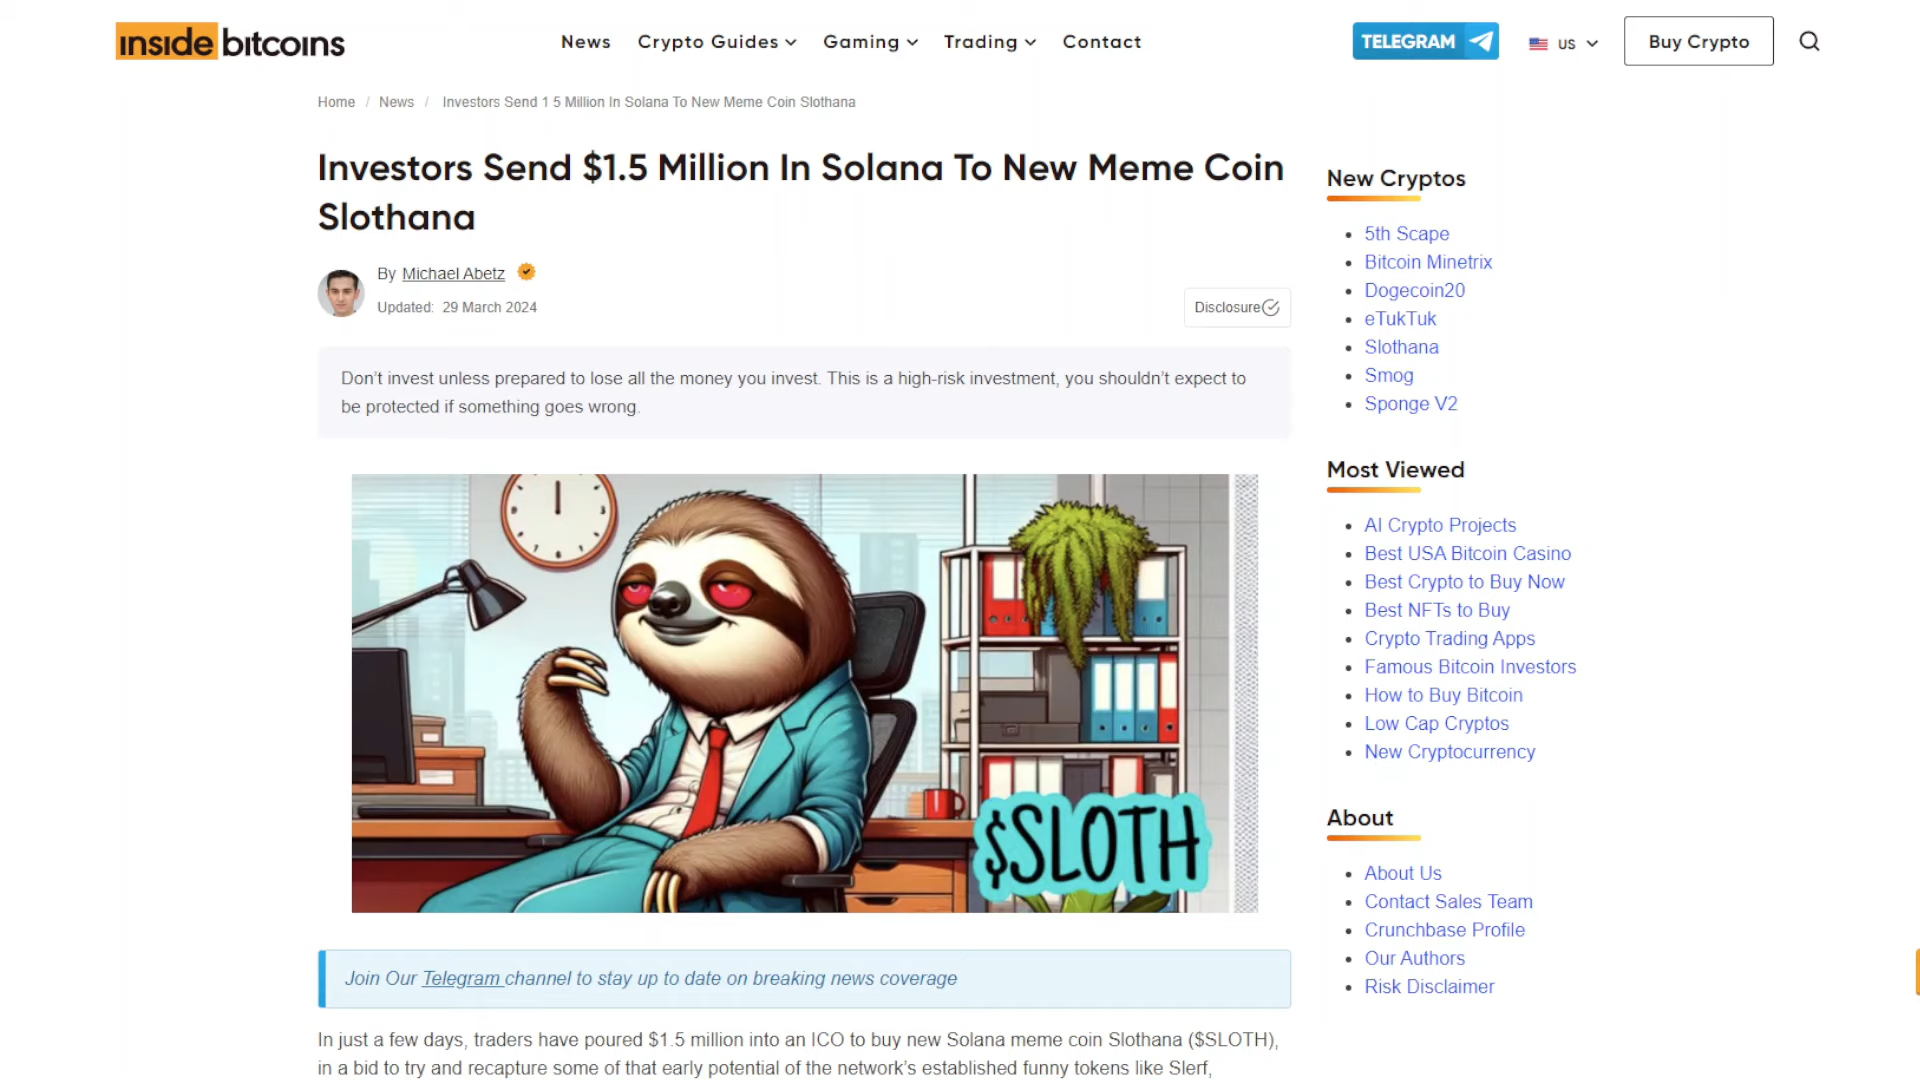 inside bitcoins
News Crypto Guides Gaming Trading Contact
TELEGRAM US Buy Crypto
Home / News / Investors Send 1 5 Million In Solana To New Meme Coin Slothana
Investors Send $1.5 Million In Solana To New Meme Coin
Slothana
By Michael Abetz
Updated: 29 March 2024
Disclosure
Don't invest unless prepared to lose all the money you invest. This is a high-risk investment, you shouldn't expect to
be protected if something goes wrong.
$SLOTH
Join Our Telegram channel to stay up to date on breaking news coverage
In just a few days, traders have poured $1.5 million into an ICO to buy new Solana meme coin Slothana ($SLOTH),
in a bid to try and recapture some of that early potential of the network's established funny tokens like Slerf,
New Cryptos
5th Scape
Bitcoin Minetrix
Dogecoin20
eTukTuk
Slothana
Smog
Sponge V2
Most Viewed
AI Crypto Projects
Best USA Bitcoin Casino
Best Crypto to Buy Now
Best NFTs to Buy
Crypto Trading Apps
Famous Bitcoin Investors
How to Buy Bitcoin
Low Cap Cryptos
New Cryptocurrency
About
About Us
Contact Sales Team
Crunchbase Profile
Our Authors
Risk Disclaimer